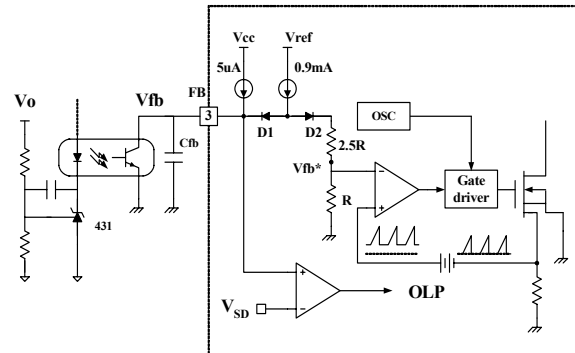 Vcc Vref
5uA 0.9mA
Vo Vfb FB
3
OSC
D1 D2
Cfb
2.5R
Vfb*
−
+
Gate
driver
R
431
+
−
VSD
OLP